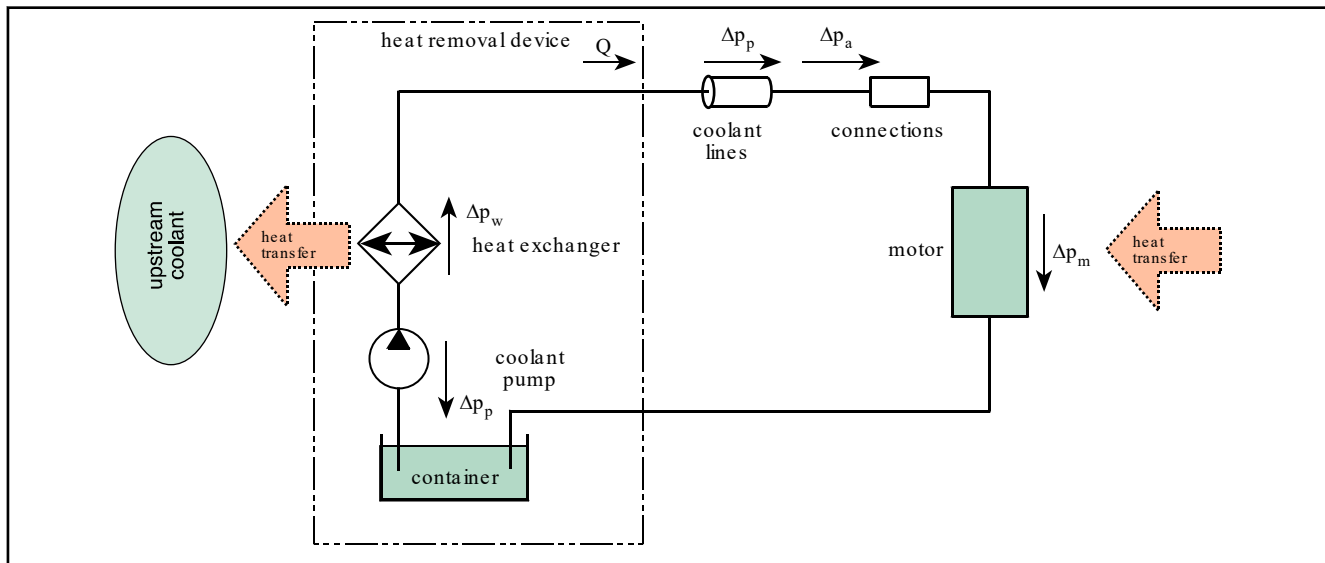 heat removal device
Q
Δp_p
Δp_a
coolant
lines
connections
upstream
coolant
heat
transfer
Δp_w
heat exchanger
motor
Δp_m
heat
transfer
coolant
pump
Δp_p
container